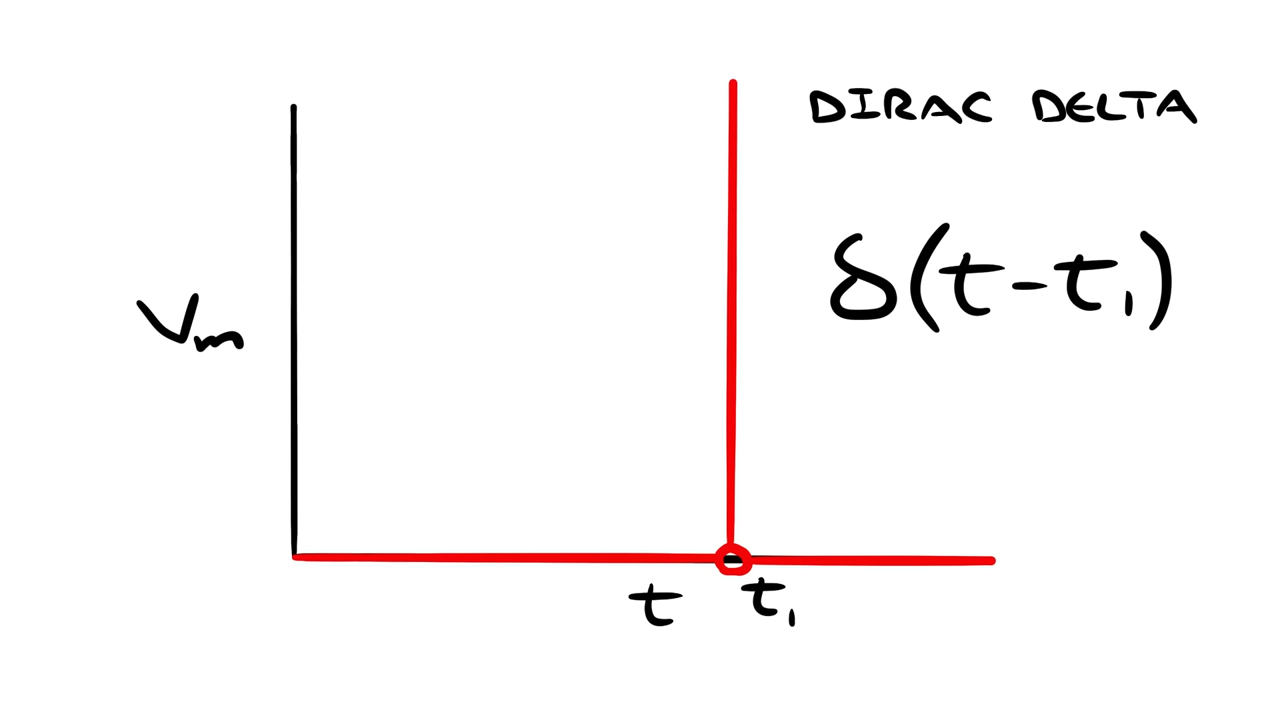 DIRAC DELTA
δ(t-t₁)
Vm
t t₁